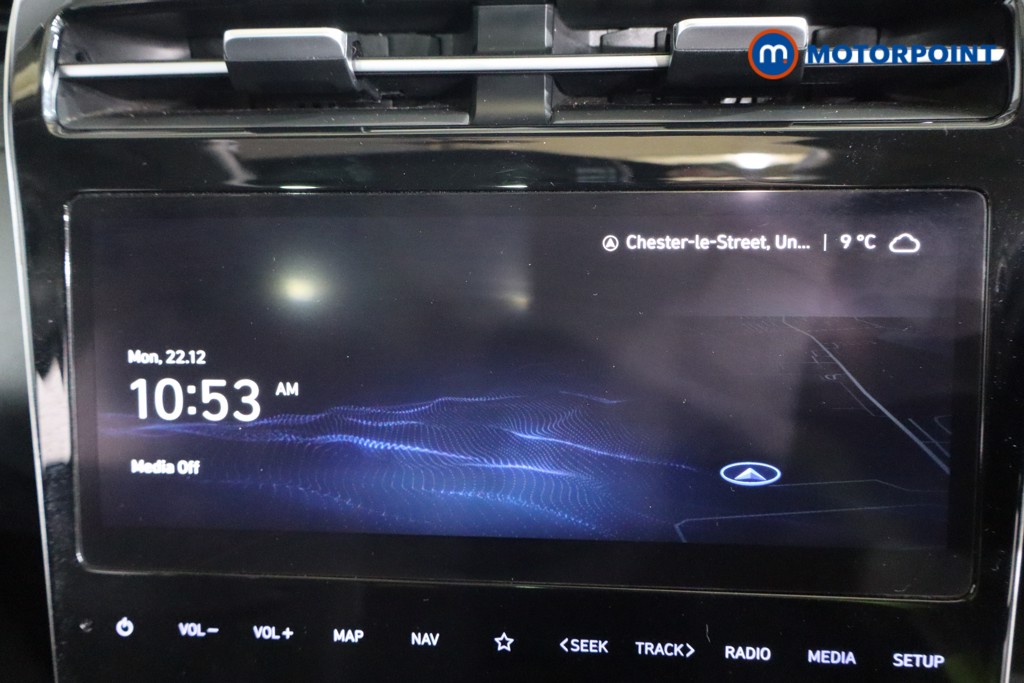 m MOTORPOINT
Chester-le-Street, Un... | 9 °C
Mon, 22.12
10:53 AM
Media Off
VOL− VOL+ MAP NAV <SEEK TRACK> RADIO MEDIA SETUP